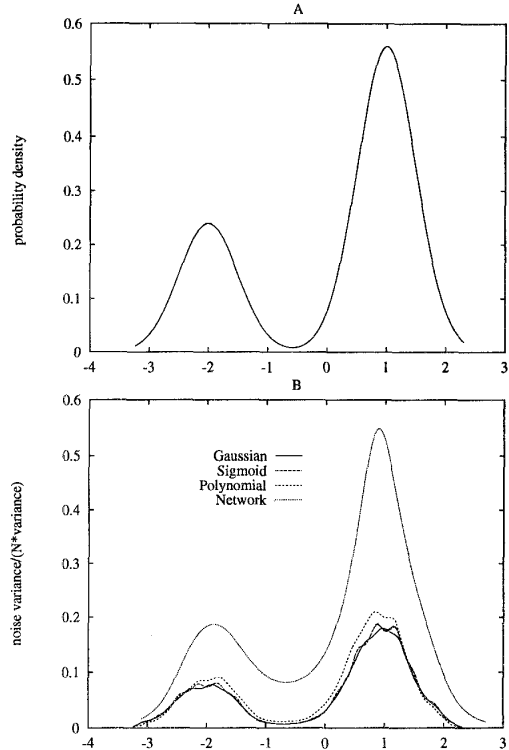 A
0.6
0.5
0.4
0.3
0.2
0.1
0
probability density
-4 -3 -2 -1 0 1 2 3
B
0.6
0.5
0.4
0.3
0.2
0.1
0
noise variance/(N*variance)
Gaussian
Sigmoid
Polynomial
Network
-4 -3 -2 -1 0 1 2 3